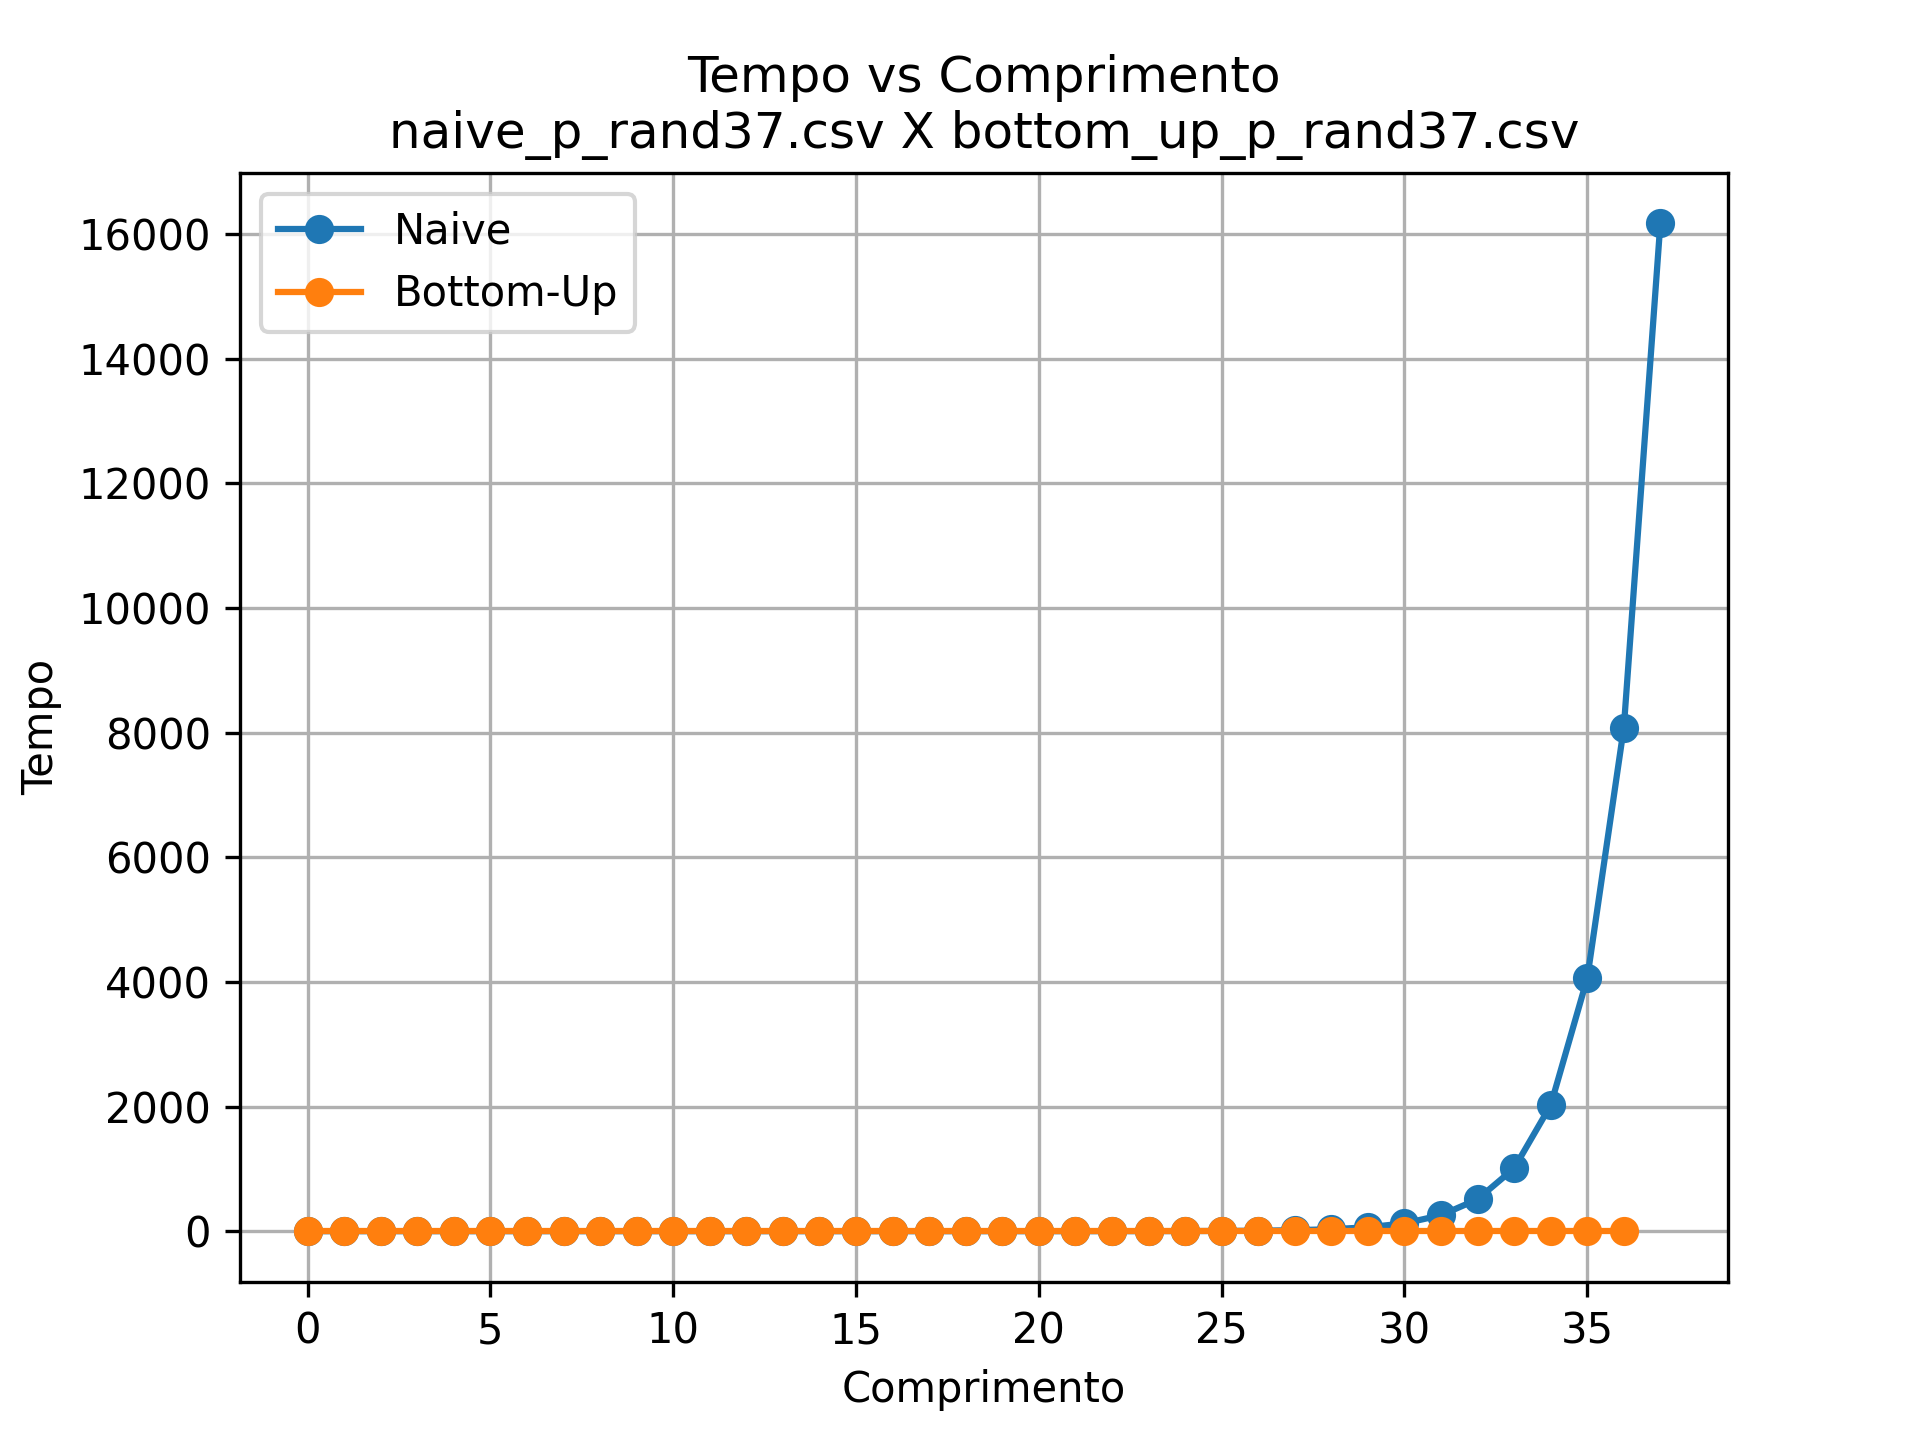 Tempo vs Comprimento
naive_p_rand37.csv X bottom_up_p_rand37.csv
Naive
Bottom-Up
16000
14000
12000
10000
8000
6000
4000
2000
0
Tempo
0 5 10 15 20 25 30 35
Comprimento